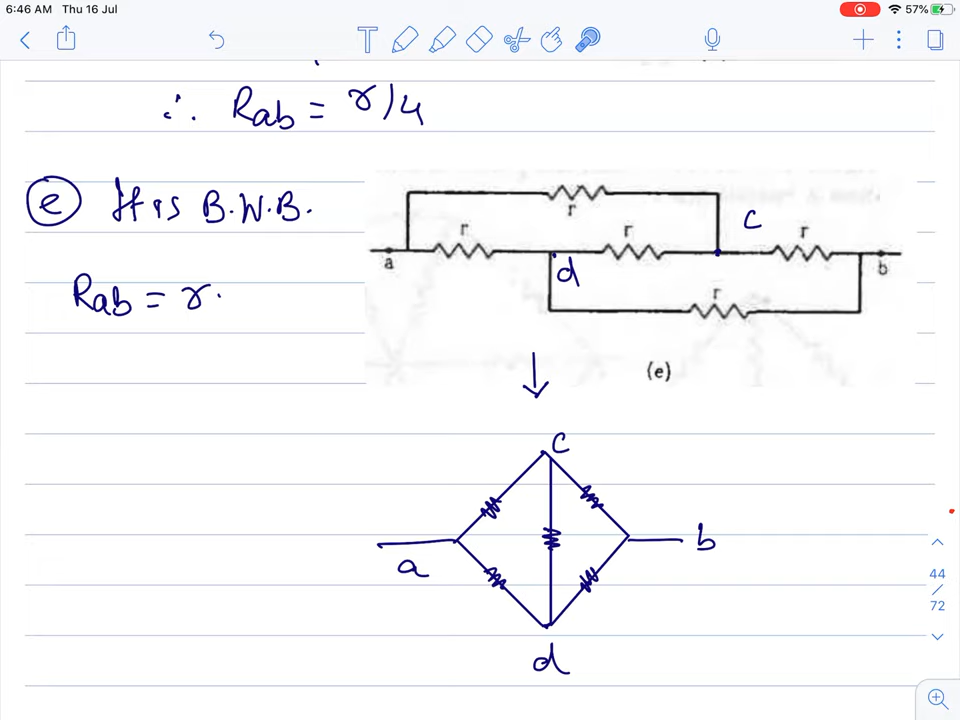 6:46 AM Thu 16 Jul
57%
T
∴ Rab = r/4
(e) It is B.W.B.
Rab = r.
r
r
r
r
r
a
b
c
d
(e)
c
a
b
d
44
/
72